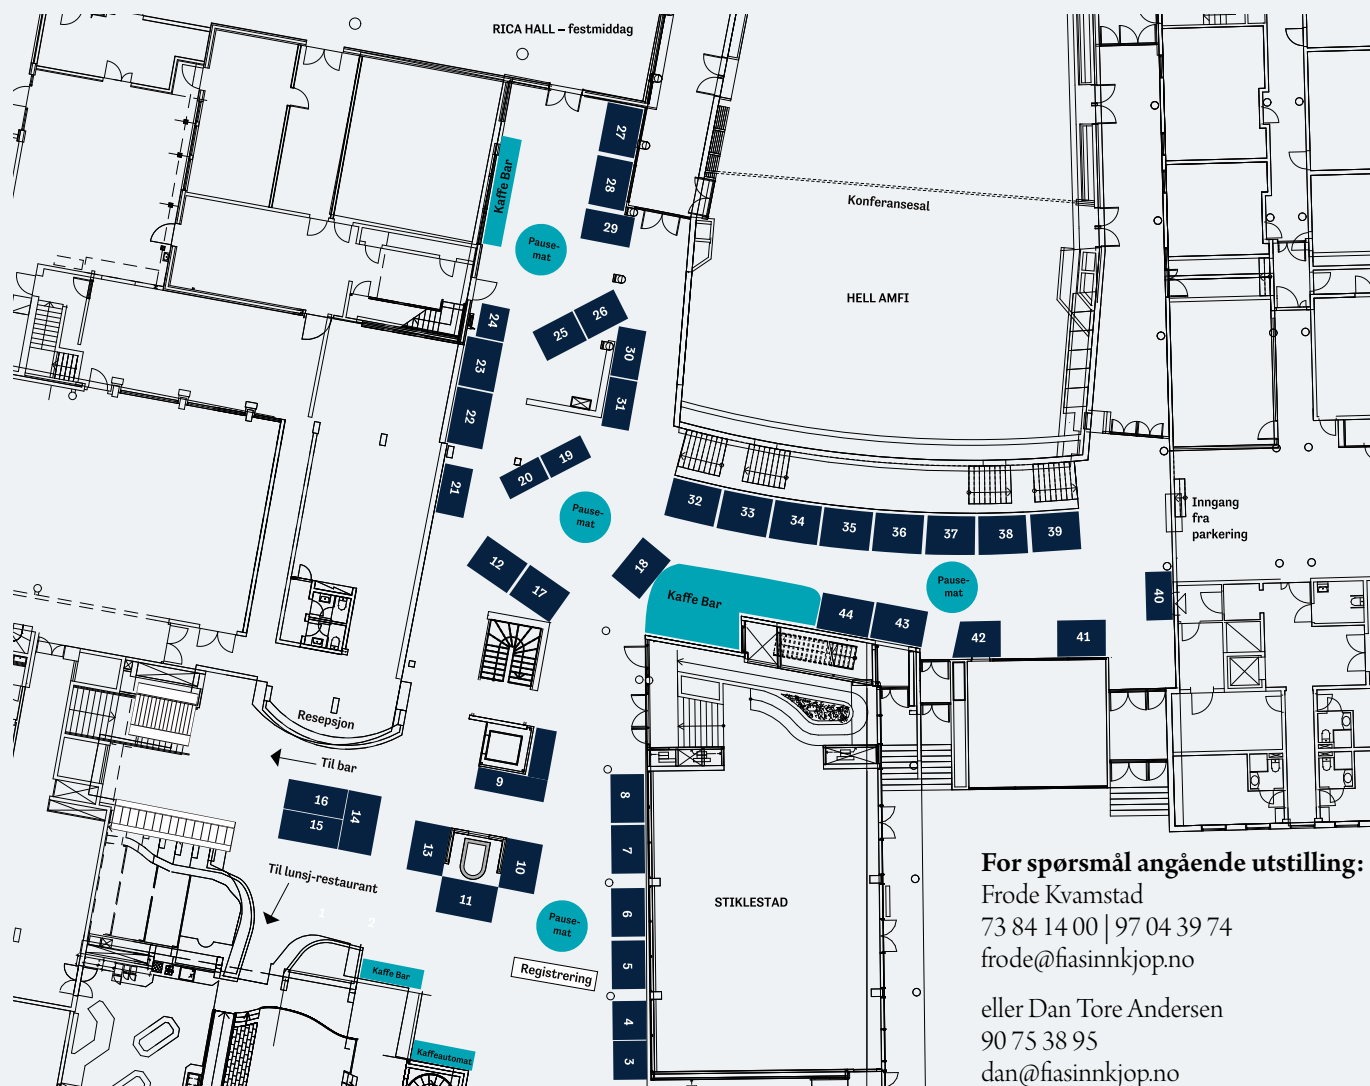 RICA HALL – festmiddag
27
Kaffe Bar
28
29
Pause-
mat
Konferansesal
HELL AMFI
24
25
26
23
30
22
31
21
20
19
Pause-
mat
32
33
34
35
36
37
38
39
Inngang
fra
parkering
12
17
18
Kaffe Bar
44
43
Pause-
mat
42
41
40
Resepsjon
Til bar
9
16
15
14
13
10
11
8
7
6
5
4
3
Til lunsj-restaurant
1
2
Pause-
mat
Kaffe Bar
Registrering
Kaffeautomat
STIKLESTAD
For spørsmål angående utstilling:
Frode Kvamstad
73 84 14 00 | 97 04 39 74
frode@fiasinnkjop.no
eller Dan Tore Andersen
90 75 38 95
dan@fiasinnkjop.no